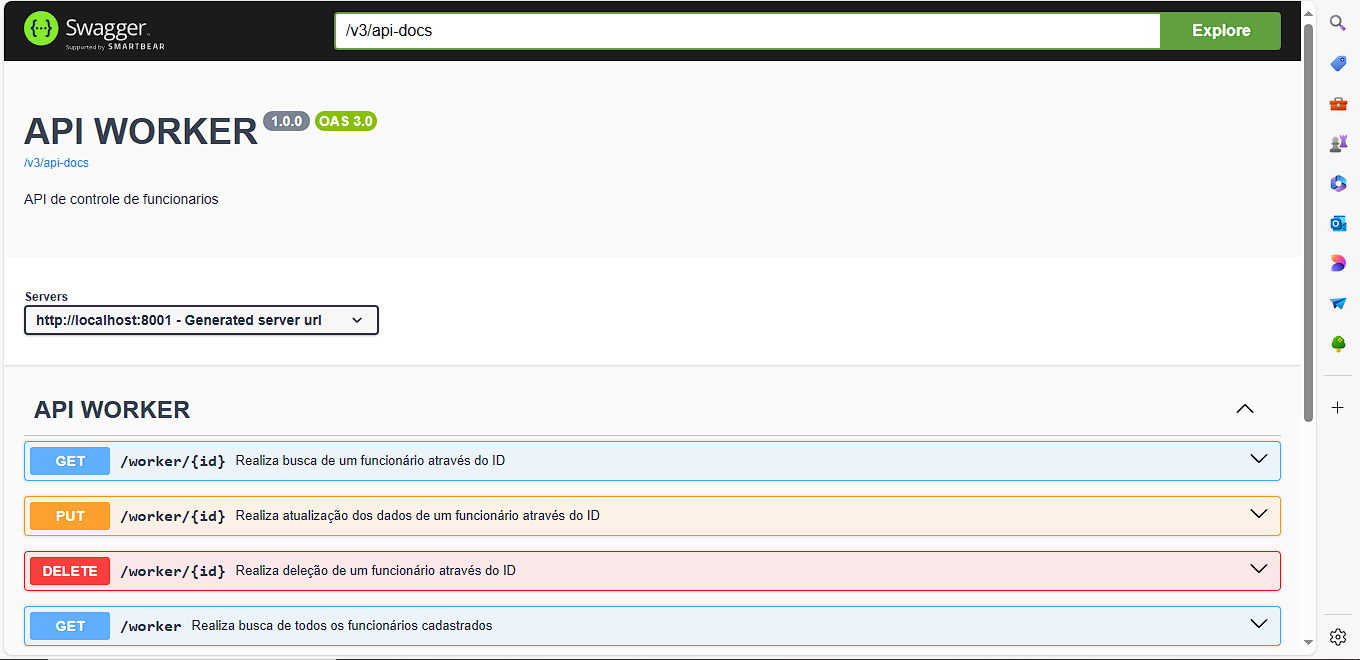 Swagger
Supported by SMARTBEAR
/v3/api-docs
Explore
API WORKER 1.0.0 OAS 3.0
/v3/api-docs
API de controle de funcionarios
Servers
http://localhost:8001 - Generated server url
API WORKER
GET /worker/{id} Realiza busca de um funcionário através do ID
PUT /worker/{id} Realiza atualização dos dados de um funcionário através do ID
DELETE /worker/{id} Realiza deleção de um funcionário através do ID
GET /worker Realiza busca de todos os funcionários cadastrados